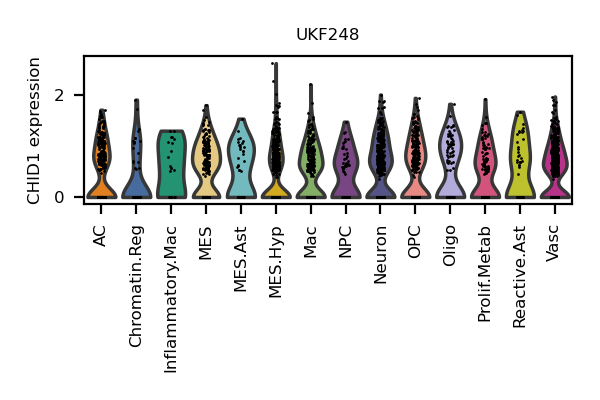 UKF248
CHID1 expression
2
0
AC
Chromatin.Reg
Inflammatory.Mac
MES
MES.Ast
MES.Hyp
Mac
NPC
Neuron
OPC
Oligo
Prolif.Metab
Reactive.Ast
Vasc